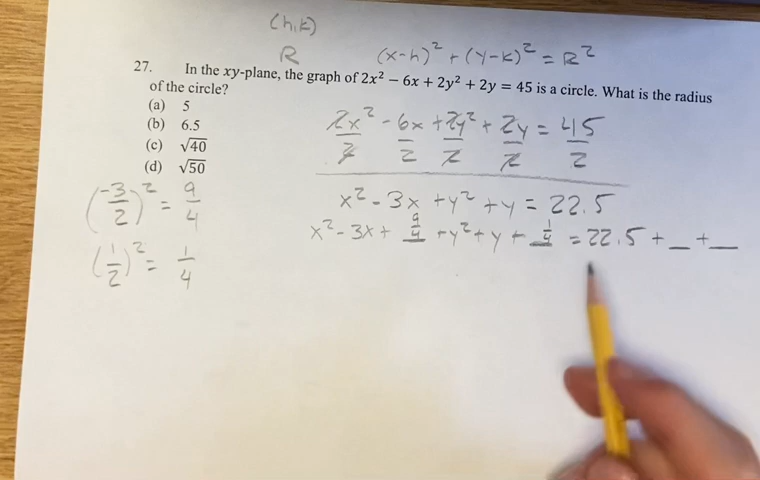 (h,k)
R (x-h)² + (y-k)² = R²
27. In the xy-plane, the graph of 2x² − 6x + 2y² + 2y = 45 is a circle. What is the radius
of the circle?
(a) 5
(b) 6.5
(c) √40
(d) √50
2x²/2 - 6x/2 + 2y²/2 + 2y/2 = 45/2
x² - 3x + y² + y = 22.5
x² - 3x + 9/4 + y² + y + 1/4 = 22.5 + _ + _
(-3/2)² = 9/4
(1/2)² = 1/4